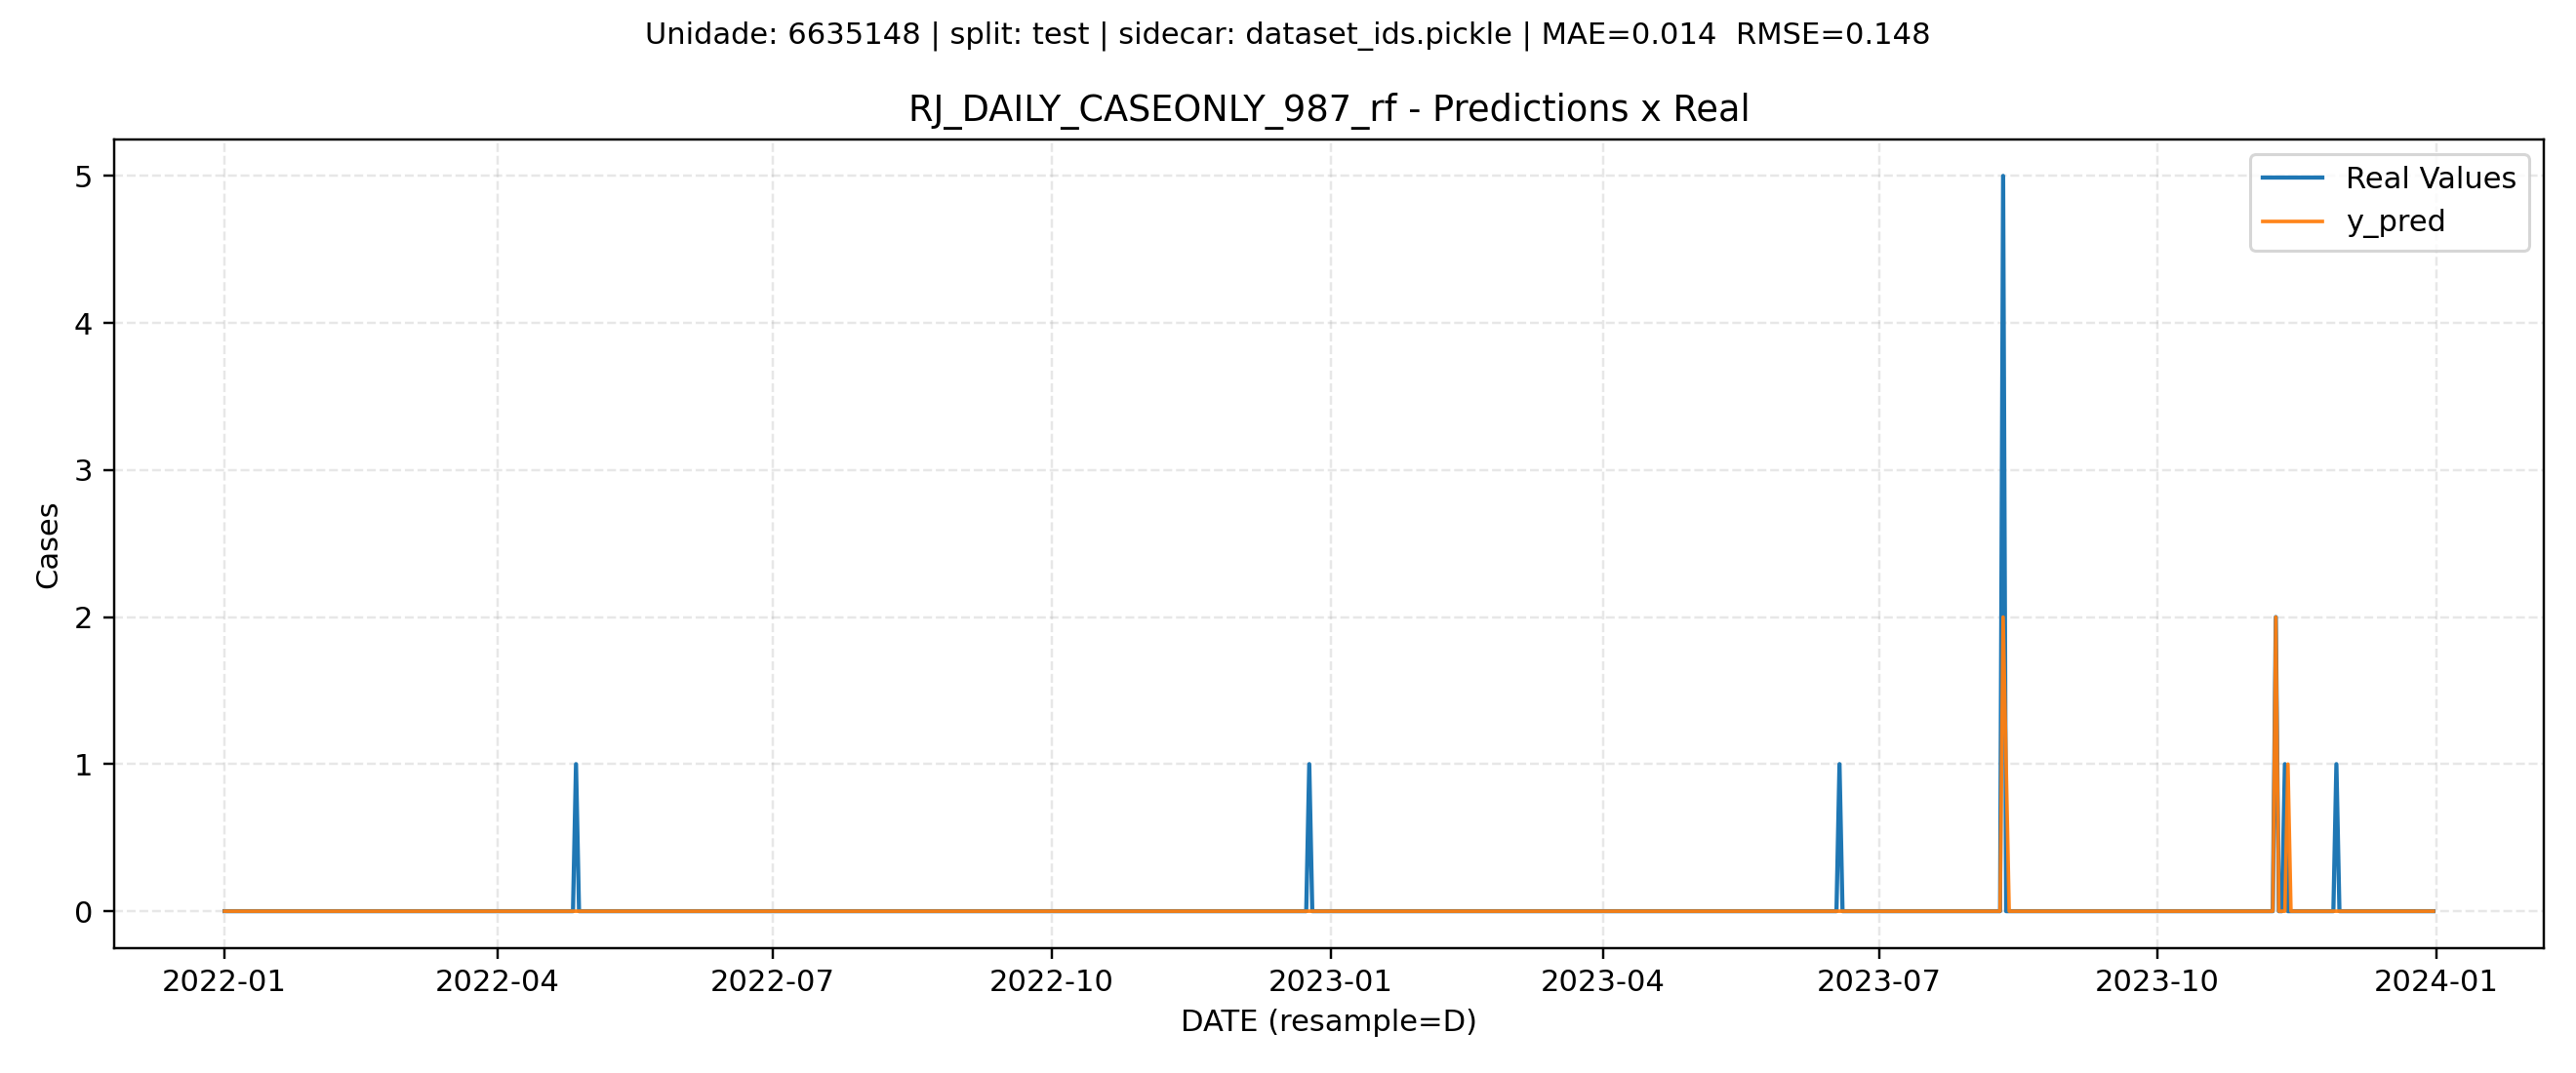 Unidade: 6635148 | split: test | sidecar: dataset_ids.pickle | MAE=0.014  RMSE=0.148
RJ_DAILY_CASEONLY_987_rf - Predictions x Real
Real Values
y_pred
5
4
3
2
1
0
Cases
2022-01
2022-04
2022-07
2022-10
2023-01
2023-04
2023-07
2023-10
2024-01
DATE (resample=D)